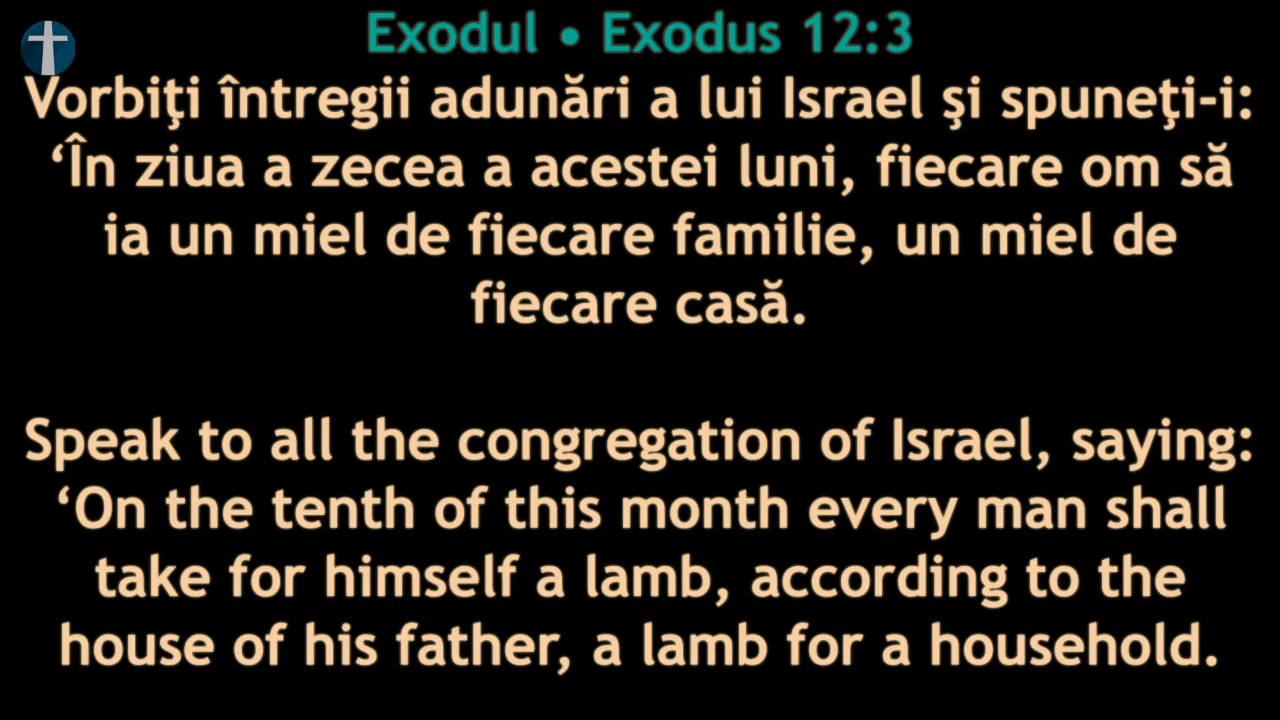 Exodul • Exodus 12:3
Vorbiţi întregii adunări a lui Israel şi spuneţi-i:
‘În ziua a zecea a acestei luni, fiecare om să
ia un miel de fiecare familie, un miel de
fiecare casă.
Speak to all the congregation of Israel, saying:
‘On the tenth of this month every man shall
take for himself a lamb, according to the
house of his father, a lamb for a household.